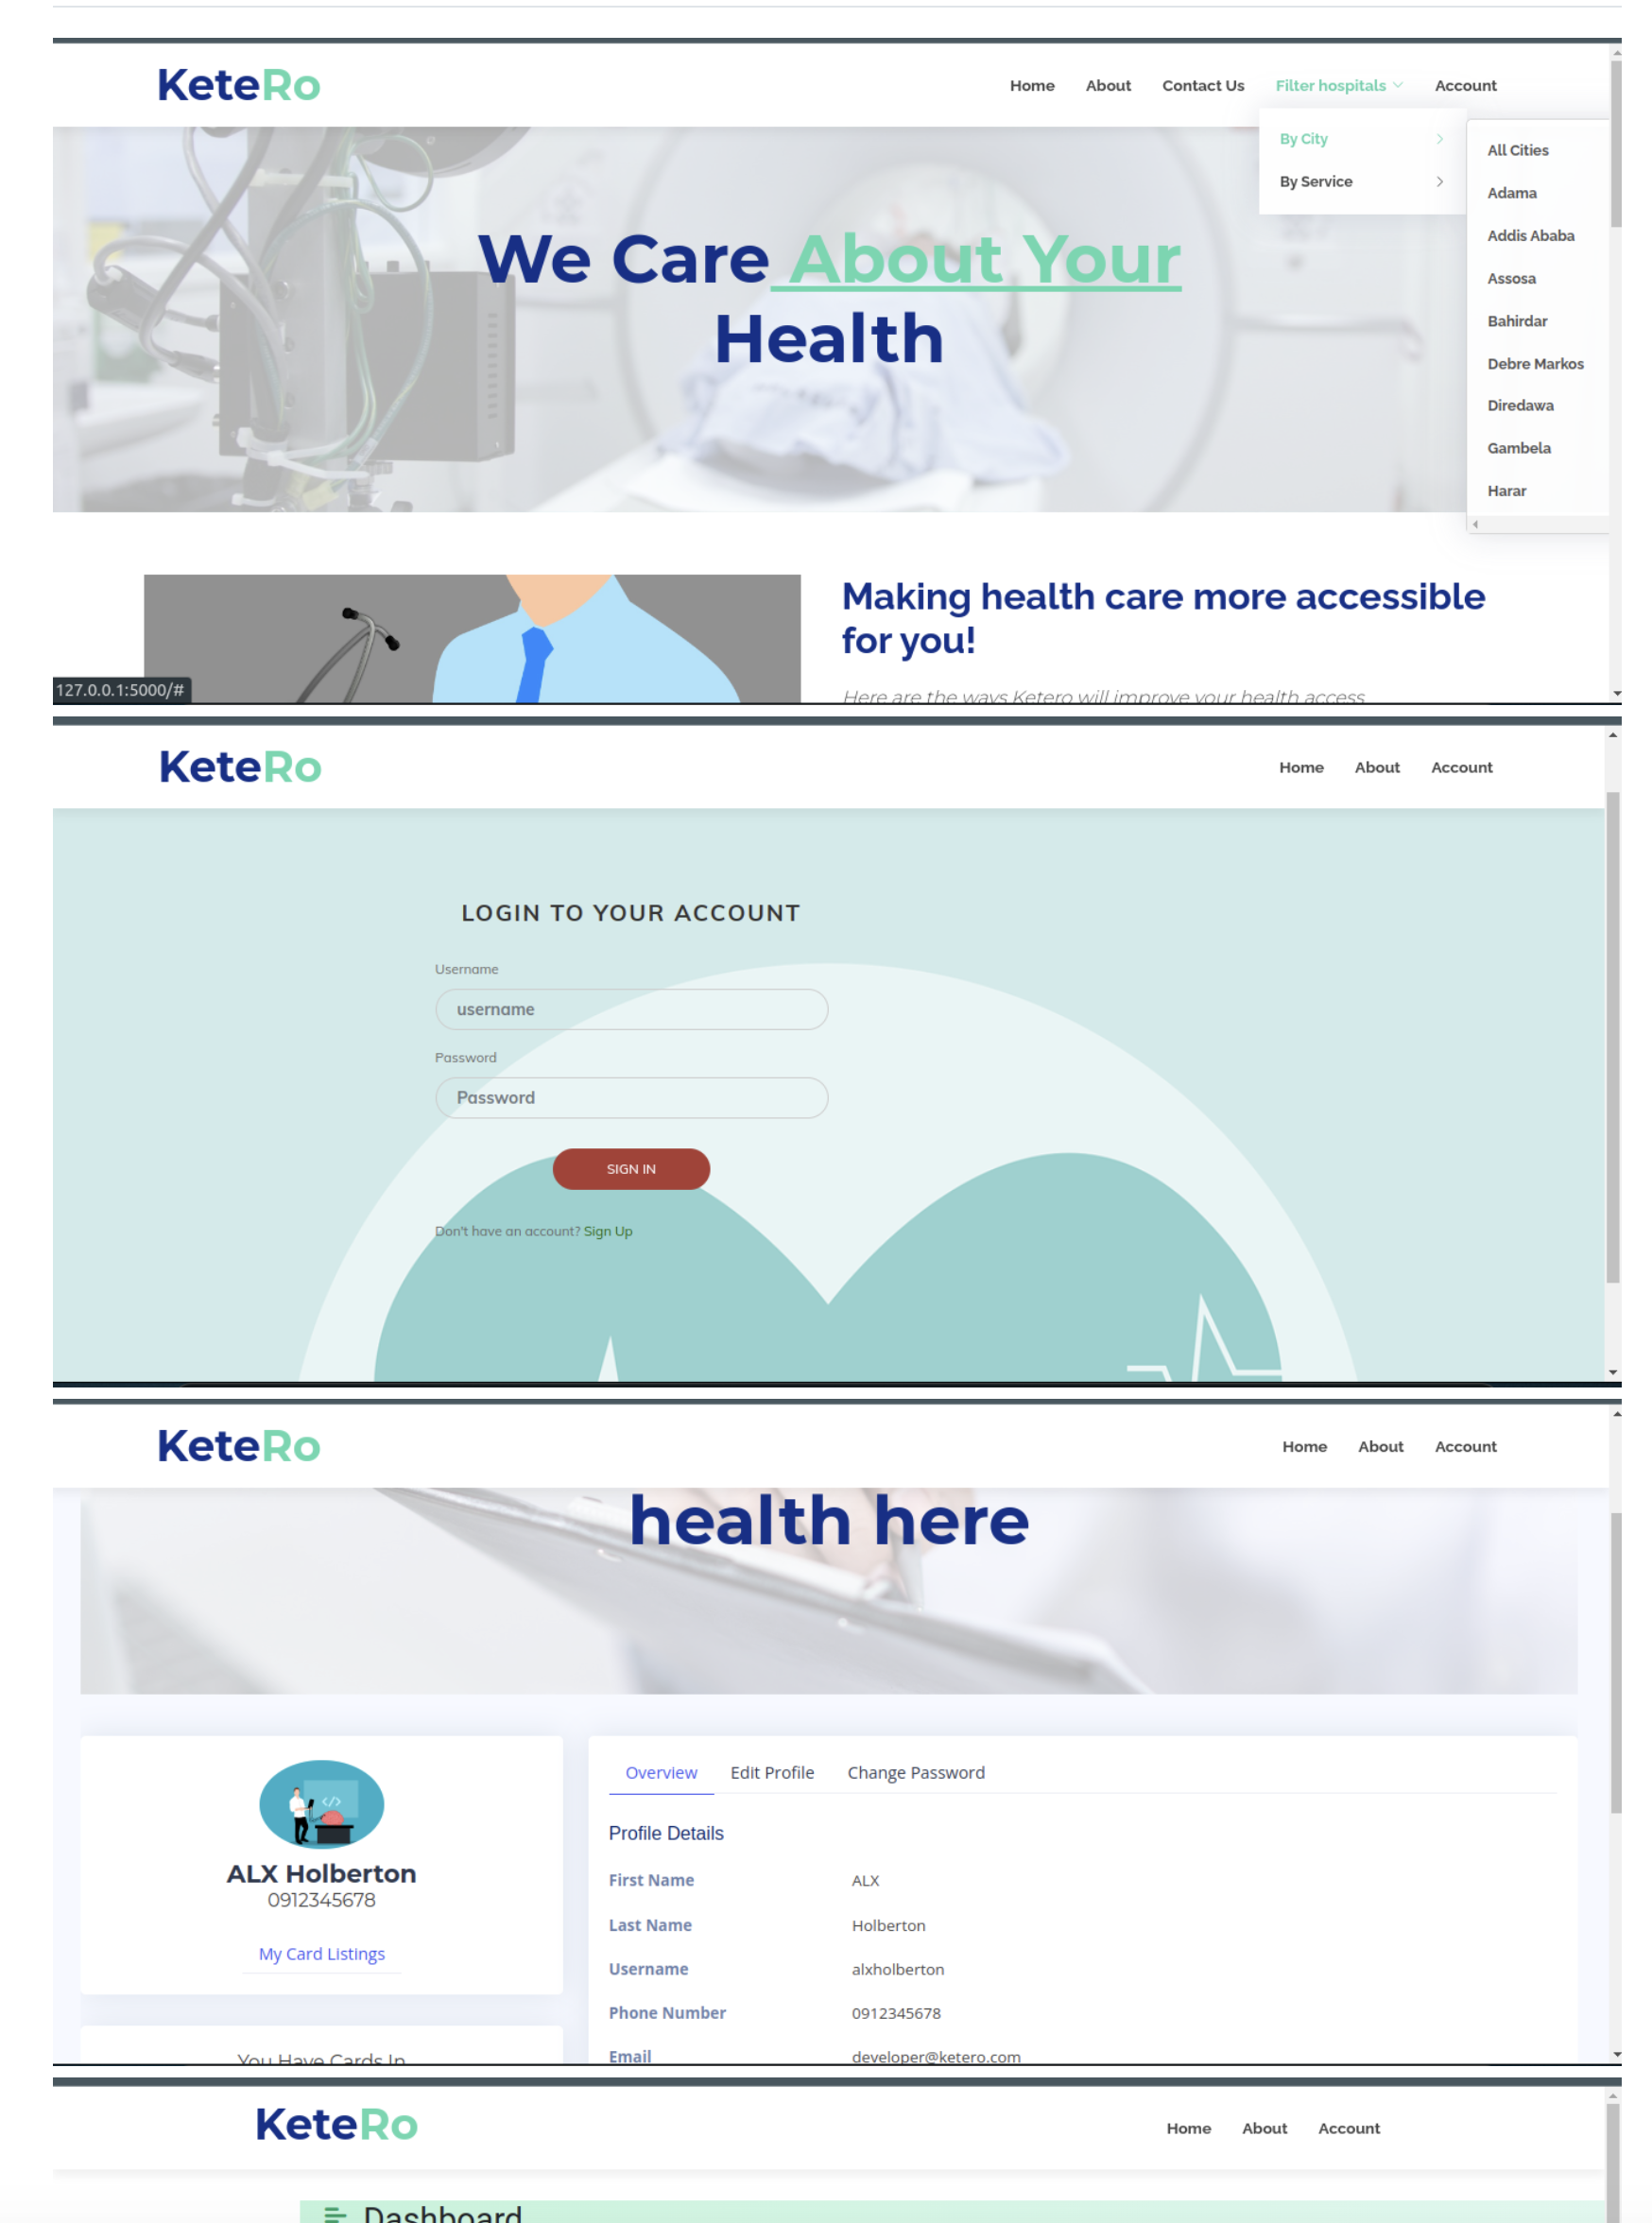 KeteRo
Home About Contact Us Filter hospitals Account
By City
By Service
All Cities
Adama
Addis Ababa
Assosa
Bahirdar
Debre Markos
Diredawa
Gambela
Harar
We Care About Your
Health
Making health care more accessible
for you!
Here are the ways Ketero will improve your health access
127.0.0.1:5000/#
KeteRo
Home About Account
LOGIN TO YOUR ACCOUNT
Username
username
Password
Password
SIGN IN
Don't have an account? Sign Up
KeteRo
Home About Account
health here
ALX Holberton
0912345678
My Card Listings
You Have Cards In
Overview Edit Profile Change Password
Profile Details
First Name ALX
Last Name Holberton
Username alxholberton
Phone Number 0912345678
Email developer@ketero.com
KeteRo
Home About Account
Dashboard